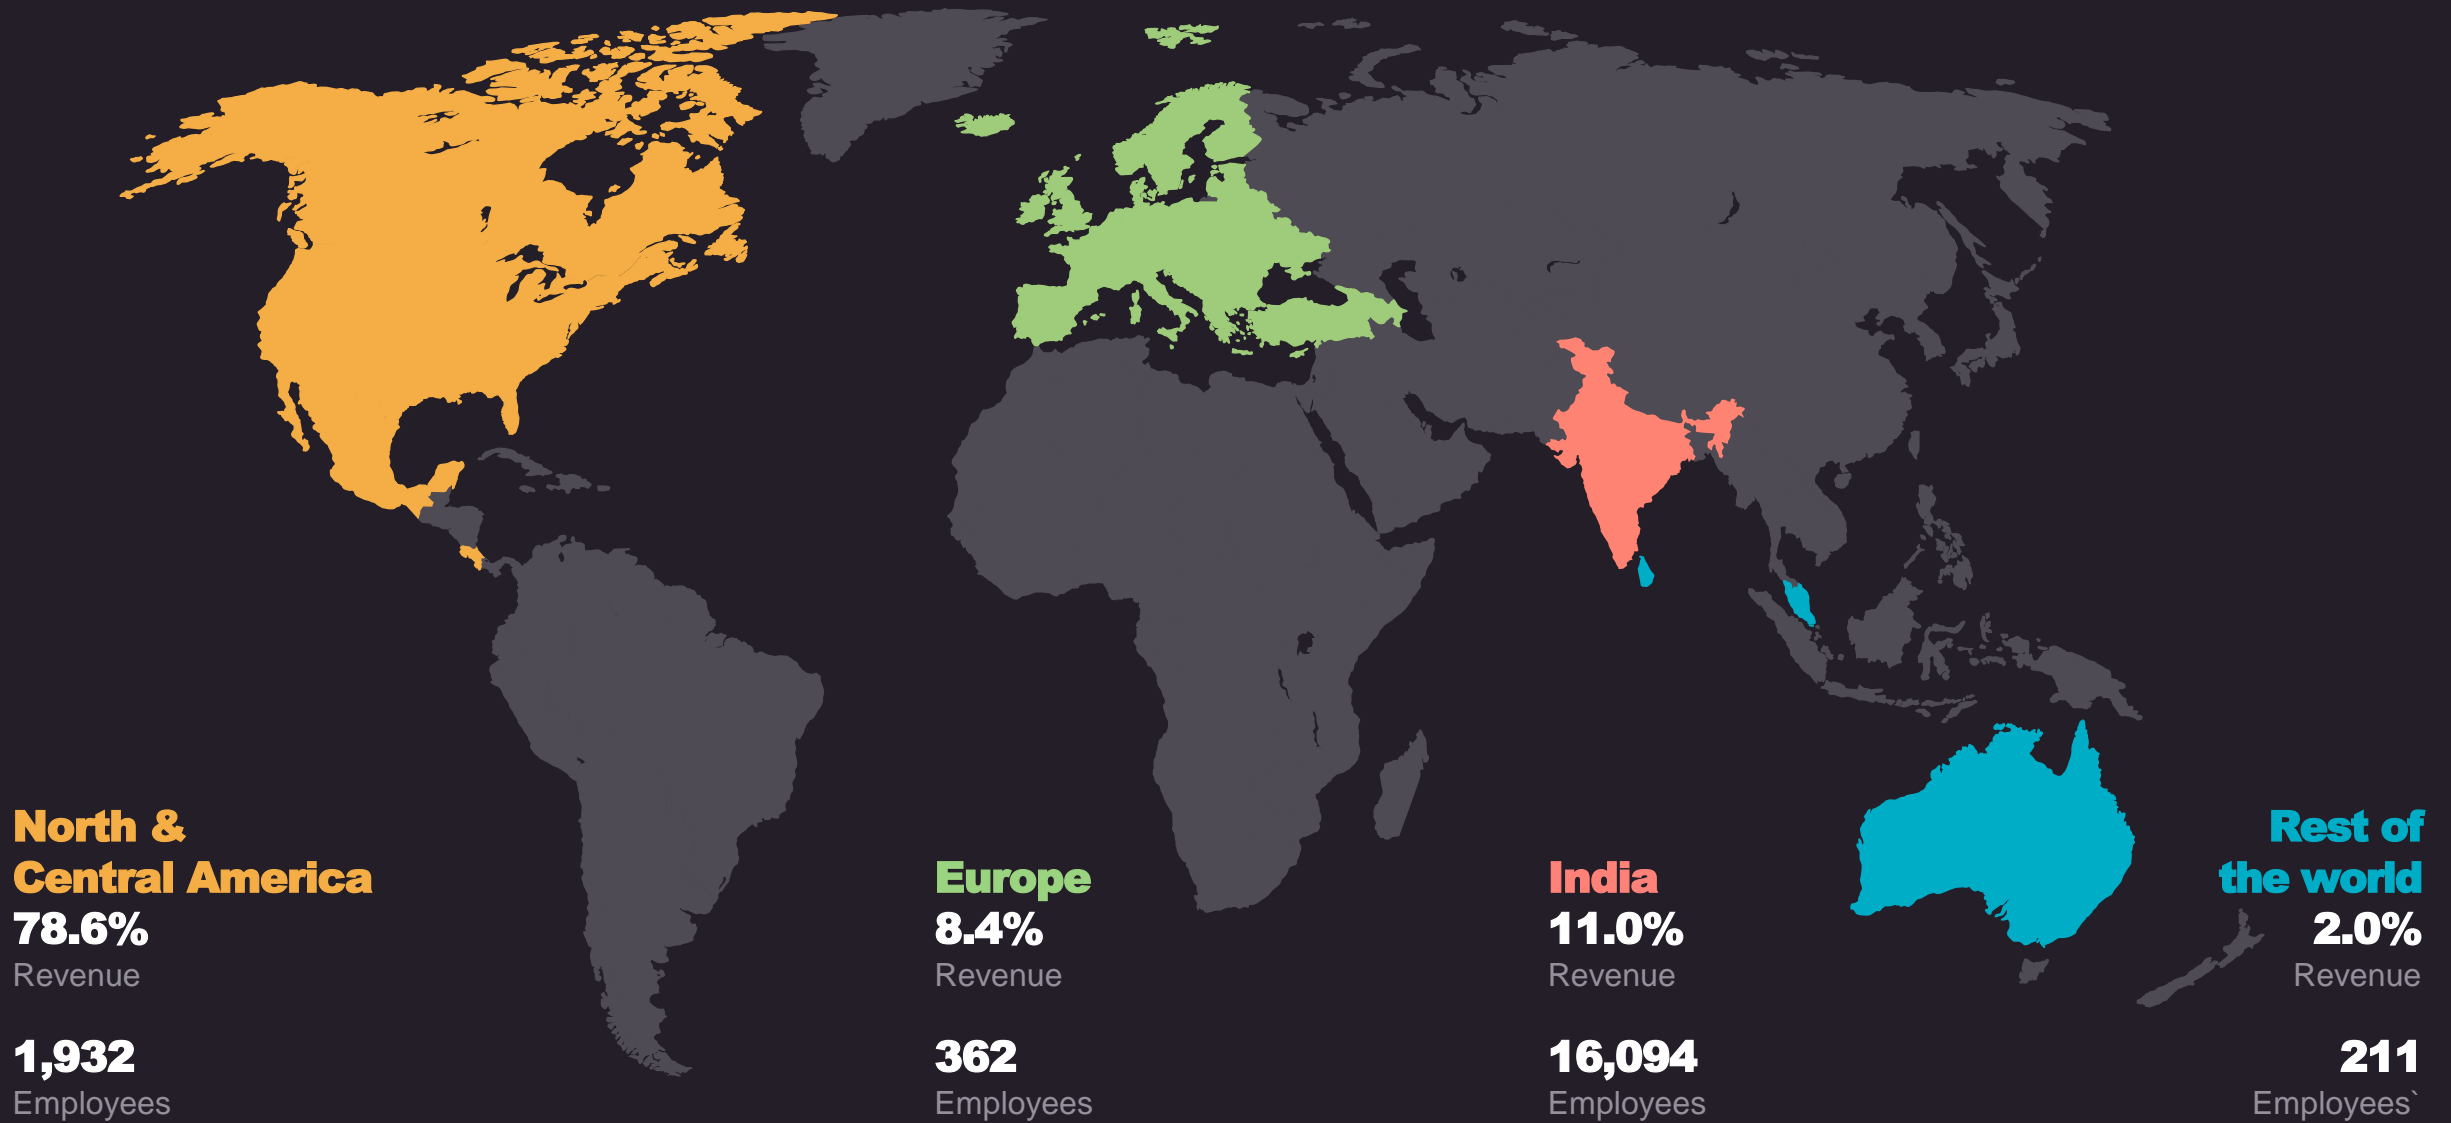 North &
Central America
78.6%
Revenue
1,932
Employees
Europe
8.4%
Revenue
362
Employees
India
11.0%
Revenue
16,094
Employees
Rest of
the world
2.0%
Revenue
211
Employees`